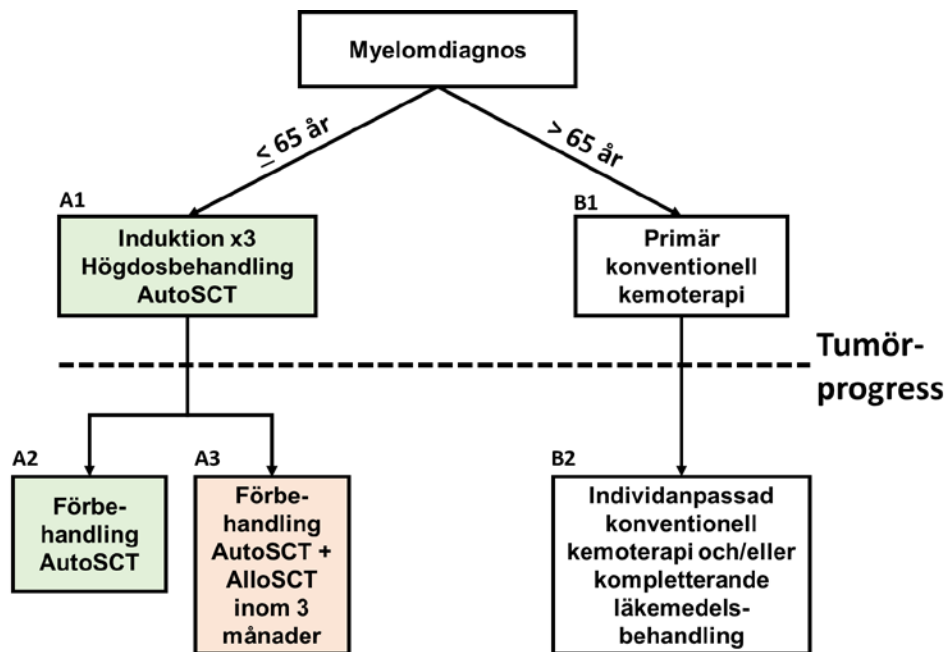 Myelomdiagnos
≤ 65 år
> 65 år
A1
Induktion x3
Högdosbehandling
AutoSCT
B1
Primär
konventionell
kemoterapi
Tumör-
progress
A2
Förbe-
handling
AutoSCT
A3
Förbe-
handling
AutoSCT +
AlloSCT
inom 3
månader
B2
Individanpassad
konventionell
kemoterapi och/eller
kompletterande
läkemedels-
behandling